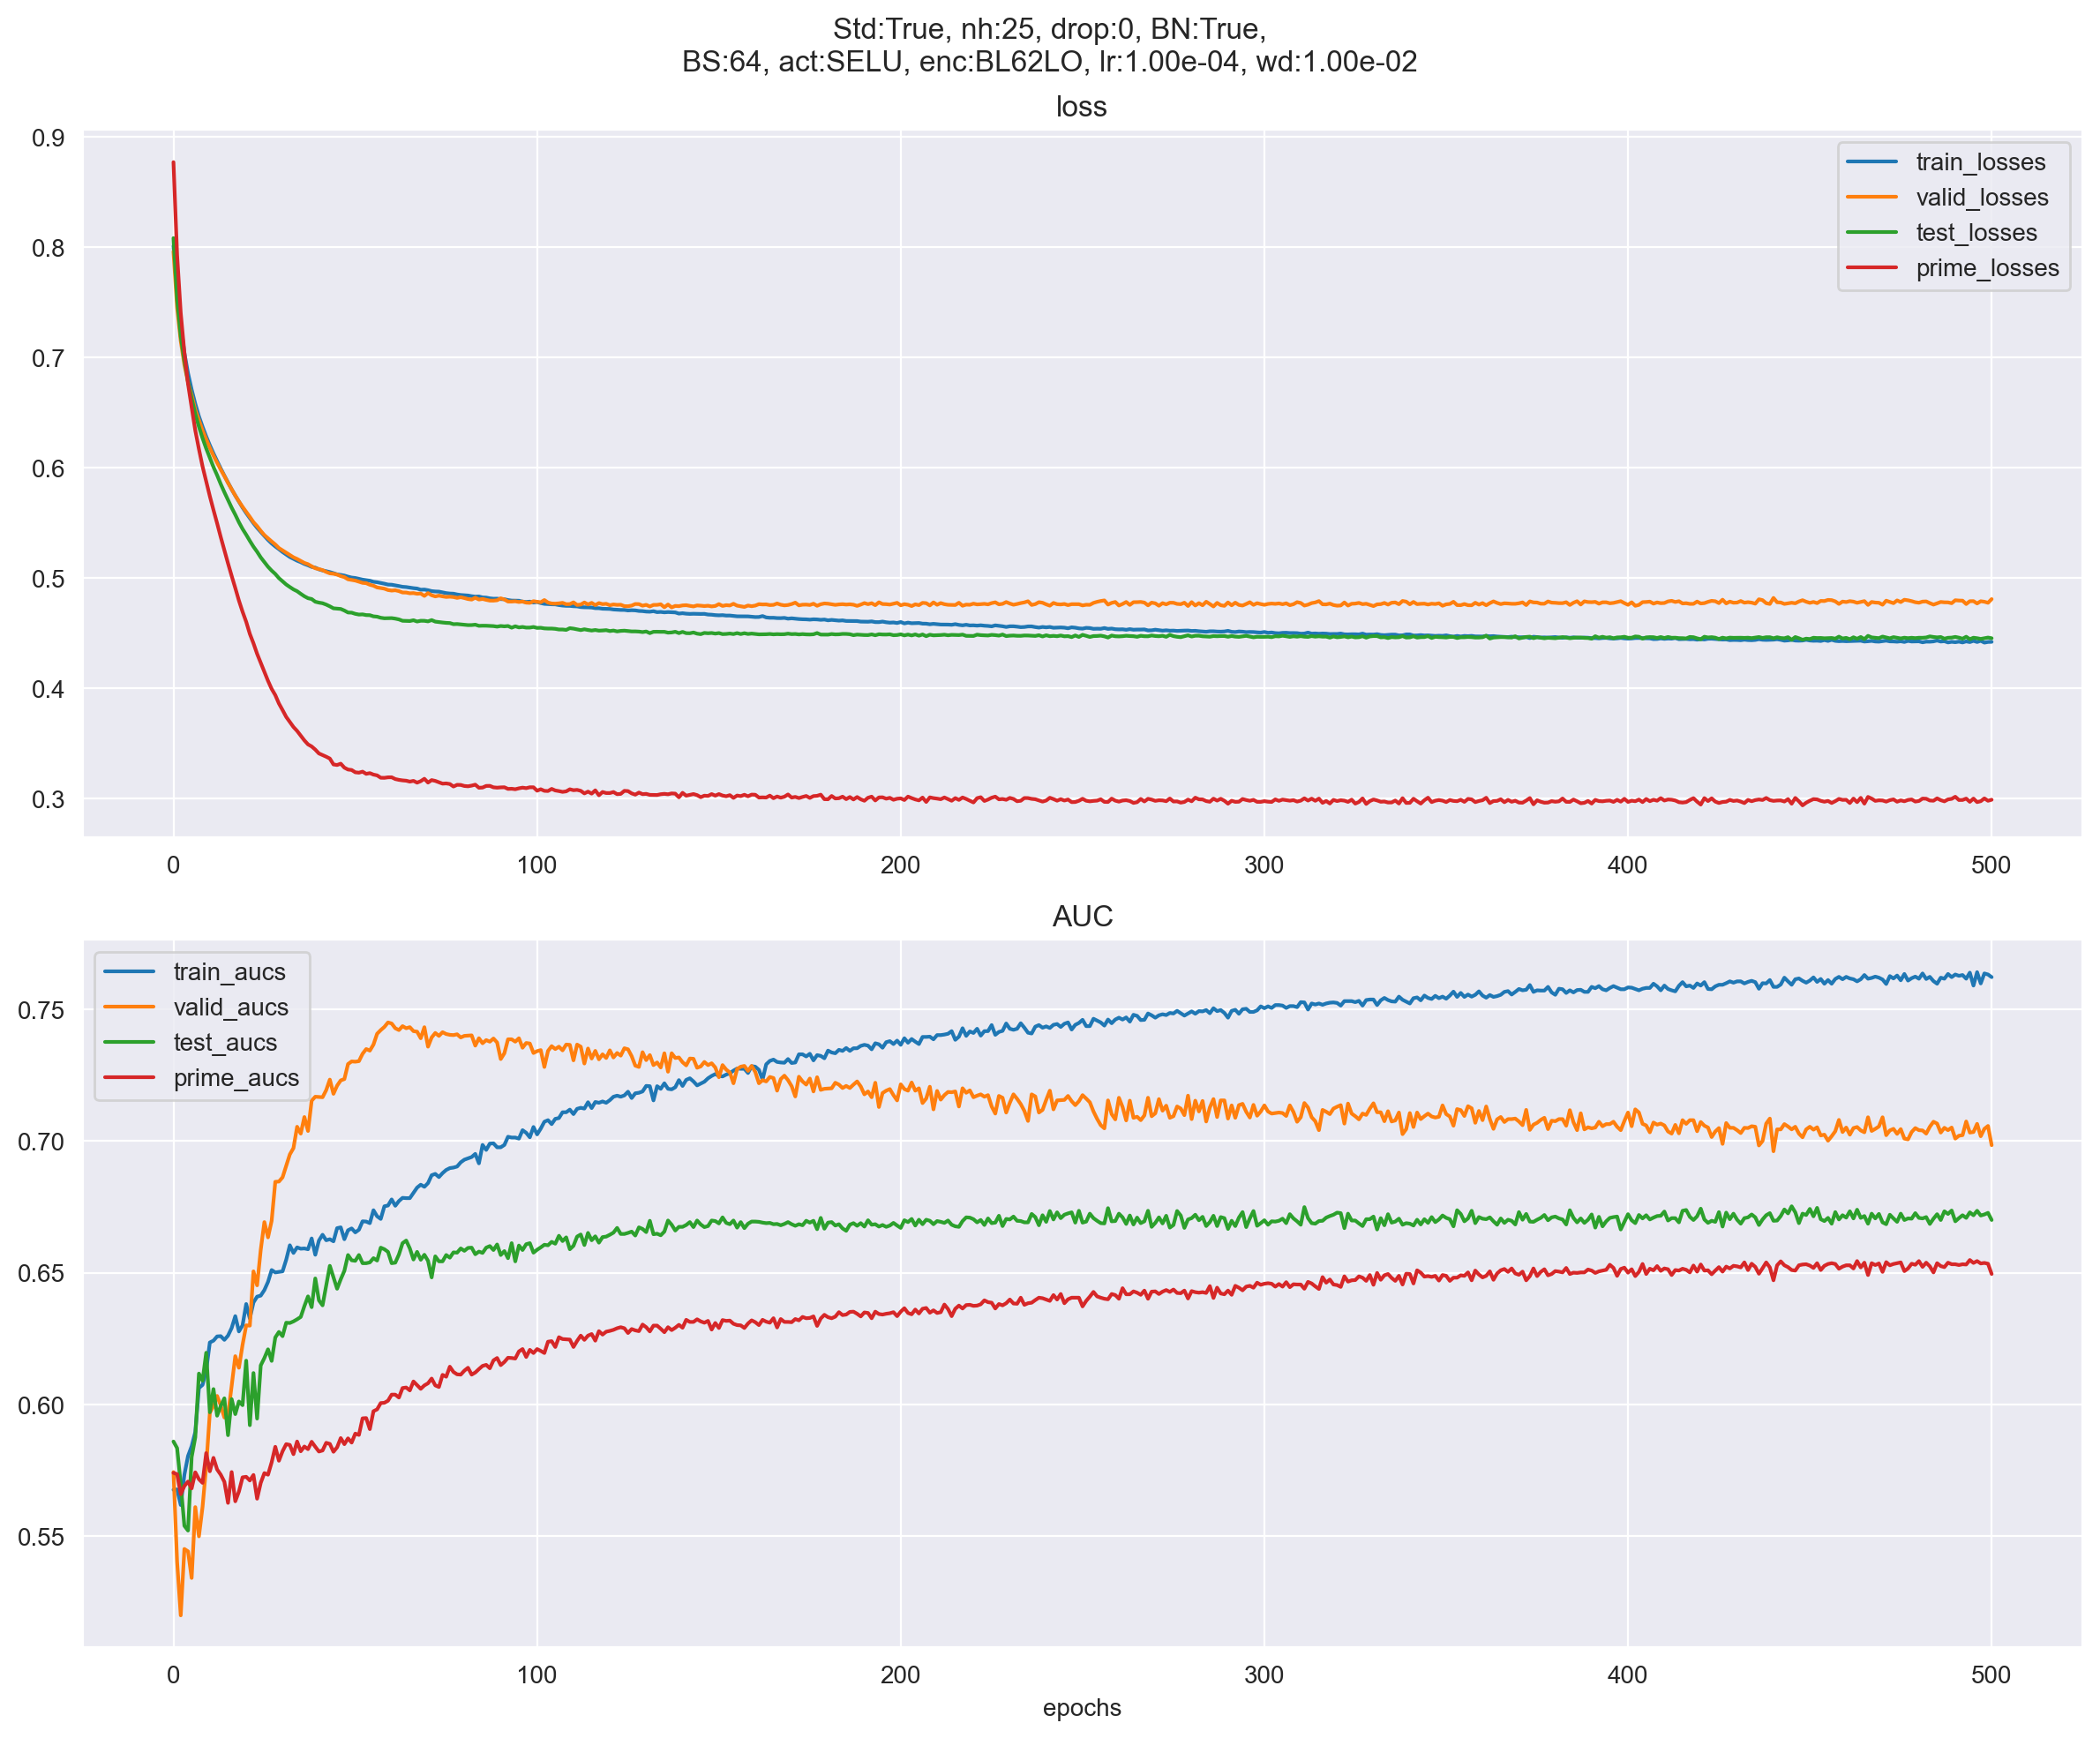 Std:True, nh:25, drop:0, BN:True,
BS:64, act:SELU, enc:BL62LO, lr:1.00e-04, wd:1.00e-02
loss
0.9
0.8
0.7
0.6
0.5
0.4
0.3
train_losses
valid_losses
test_losses
prime_losses
0 100 200 300 400 500
AUC
0.75
0.70
0.65
0.60
0.55
train_aucs
valid_aucs
test_aucs
prime_aucs
0 100 200 300 400 500
epochs